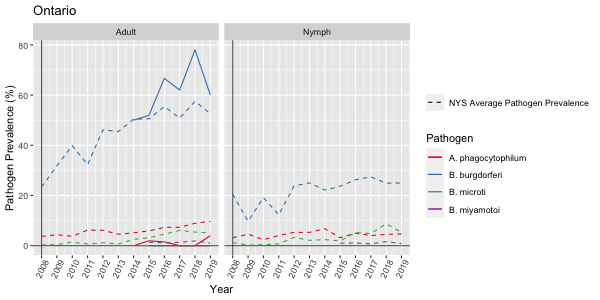 Ontario
Adult Nymph
Pathogen Prevalence (%)
80
60
40
20
0
2008 2009 2010 2011 2012 2013 2014 2015 2016 2017 2018 2019 2008 2009 2010 2011 2012 2013 2014 2015 2016 2017 2018 2019
Year
NYS Average Pathogen Prevalence
Pathogen
A. phagocytophilum
B. burgdorferi
B. microti
B. miyamotoi